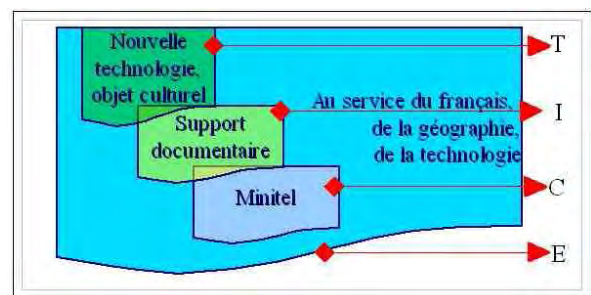 Nouvelle
technologie,
objet culturel
T
Support
documentaire
Au service du français,
de la géographie,
de la technologie
I
Minitel
C
E